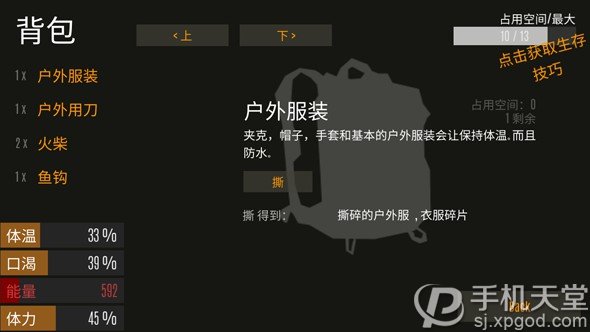 背包
<上
下>
占用空间/最大
10 / 13
点击获取生存
技巧
1 x 户外服装
1 x 户外用刀
2 x 火柴
1 x 鱼钩
户外服装
占用空间: 0
1 剩余
夹克，帽子，手套和基本的户外服装会让保持体温,而且
防水。
撕
撕 得到： 撕碎的户外服 , 衣服碎片
体温 33 %
口渴 39 %
能量 592
体力 45 %
Back
手机天堂
sj.xpgod.com